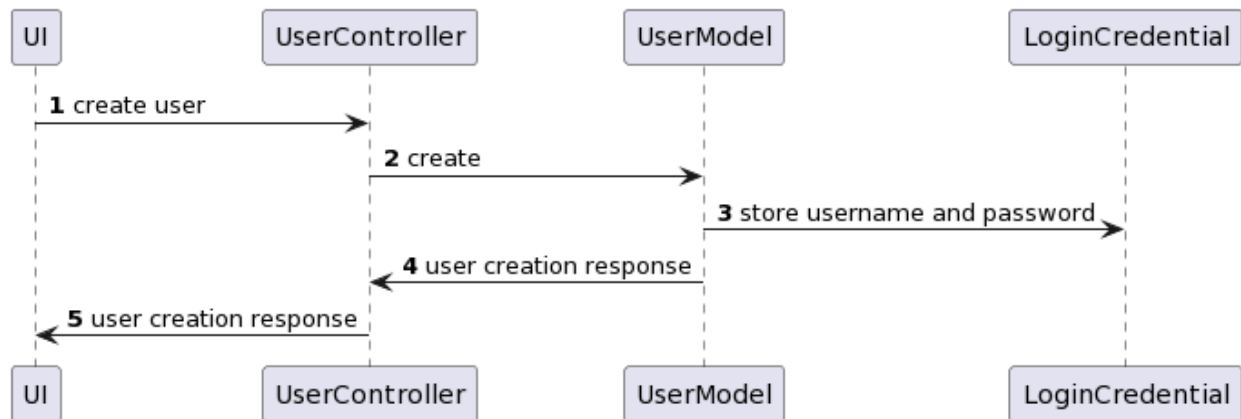 UI UserController UserModel LoginCredential
1 create user
2 create
3 store username and password
4 user creation response
5 user creation response
UI UserController UserModel LoginCredential